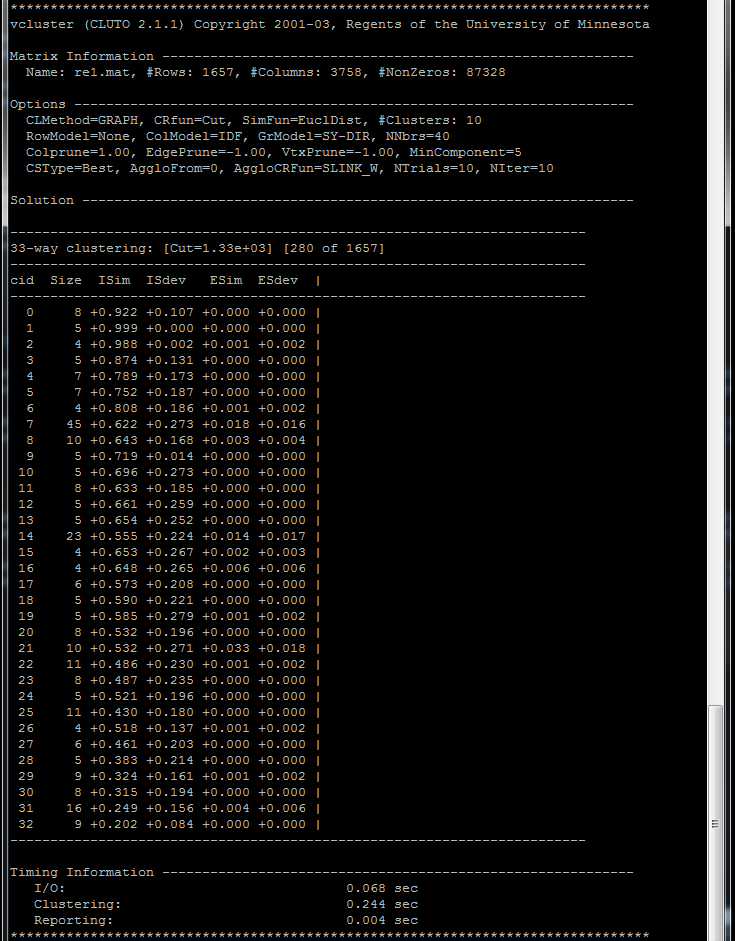 ********************************************************************************
vcluster (CLUTO 2.1.1) Copyright 2001-03, Regents of the University of Minnesota
Matrix Information -----------------------------------------------------------
  Name: re1.mat, #Rows: 1657, #Columns: 3758, #NonZeros: 87328
Options ----------------------------------------------------------------------
  CLMethod=GRAPH, CRfun=Cut, SimFun=EuclDist, #Clusters: 10
  RowModel=None, ColModel=IDF, GrModel=SY-DIR, NNbrs=40
  Colprune=1.00, EdgePrune=-1.00, VtxPrune=-1.00, MinComponent=5
  CSType=Best, AggloFrom=0, AggloCRFun=SLINK_W, NTrials=10, NIter=10
Solution ---------------------------------------------------------------------
------------------------------------------------------------------------
33-way clustering: [Cut=1.33e+03] [280 of 1657]
------------------------------------------------------------------------
cid  Size  ISim  ISdev   ESim  ESdev  |
------------------------------------------------------------------------
  0     8 +0.922 +0.107 +0.000 +0.000 |
  1     5 +0.999 +0.000 +0.000 +0.000 |
  2     4 +0.988 +0.002 +0.001 +0.002 |
  3     5 +0.874 +0.131 +0.000 +0.000 |
  4     7 +0.789 +0.173 +0.000 +0.000 |
  5     7 +0.752 +0.187 +0.000 +0.000 |
  6     4 +0.808 +0.186 +0.001 +0.002 |
  7    45 +0.622 +0.273 +0.018 +0.016 |
  8    10 +0.643 +0.168 +0.003 +0.004 |
  9     5 +0.719 +0.014 +0.000 +0.000 |
 10     5 +0.696 +0.273 +0.000 +0.000 |
 11     8 +0.633 +0.185 +0.000 +0.000 |
 12     5 +0.661 +0.259 +0.000 +0.000 |
 13     5 +0.654 +0.252 +0.000 +0.000 |
 14    23 +0.555 +0.224 +0.014 +0.017 |
 15     4 +0.653 +0.267 +0.002 +0.003 |
 16     4 +0.648 +0.265 +0.006 +0.006 |
 17     6 +0.573 +0.208 +0.000 +0.000 |
 18     5 +0.590 +0.221 +0.000 +0.000 |
 19     5 +0.585 +0.279 +0.001 +0.002 |
 20     8 +0.532 +0.196 +0.000 +0.000 |
 21    10 +0.532 +0.271 +0.033 +0.018 |
 22    11 +0.486 +0.230 +0.001 +0.002 |
 23     8 +0.487 +0.235 +0.000 +0.000 |
 24     5 +0.521 +0.196 +0.000 +0.000 |
 25    11 +0.430 +0.180 +0.000 +0.000 |
 26     4 +0.518 +0.137 +0.001 +0.002 |
 27     6 +0.461 +0.203 +0.000 +0.000 |
 28     5 +0.383 +0.214 +0.000 +0.000 |
 29     9 +0.324 +0.161 +0.001 +0.002 |
 30     8 +0.315 +0.194 +0.000 +0.000 |
 31    16 +0.249 +0.156 +0.004 +0.006 |
 32     9 +0.202 +0.084 +0.000 +0.000 |
------------------------------------------------------------------------
Timing Information -----------------------------------------------------------
   I/O:                                   0.068 sec
   Clustering:                            0.244 sec
   Reporting:                             0.004 sec
********************************************************************************